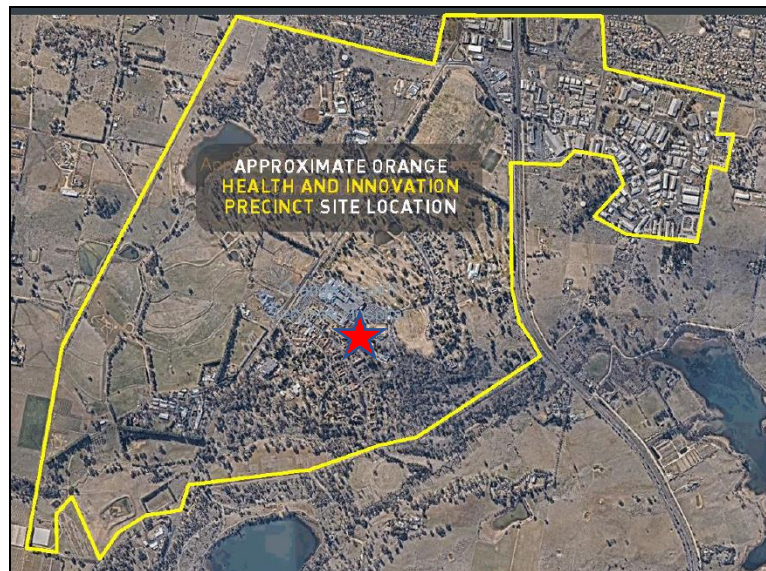 APPROXIMATE ORANGE
HEALTH AND INNOVATION
PRECINCT SITE LOCATION